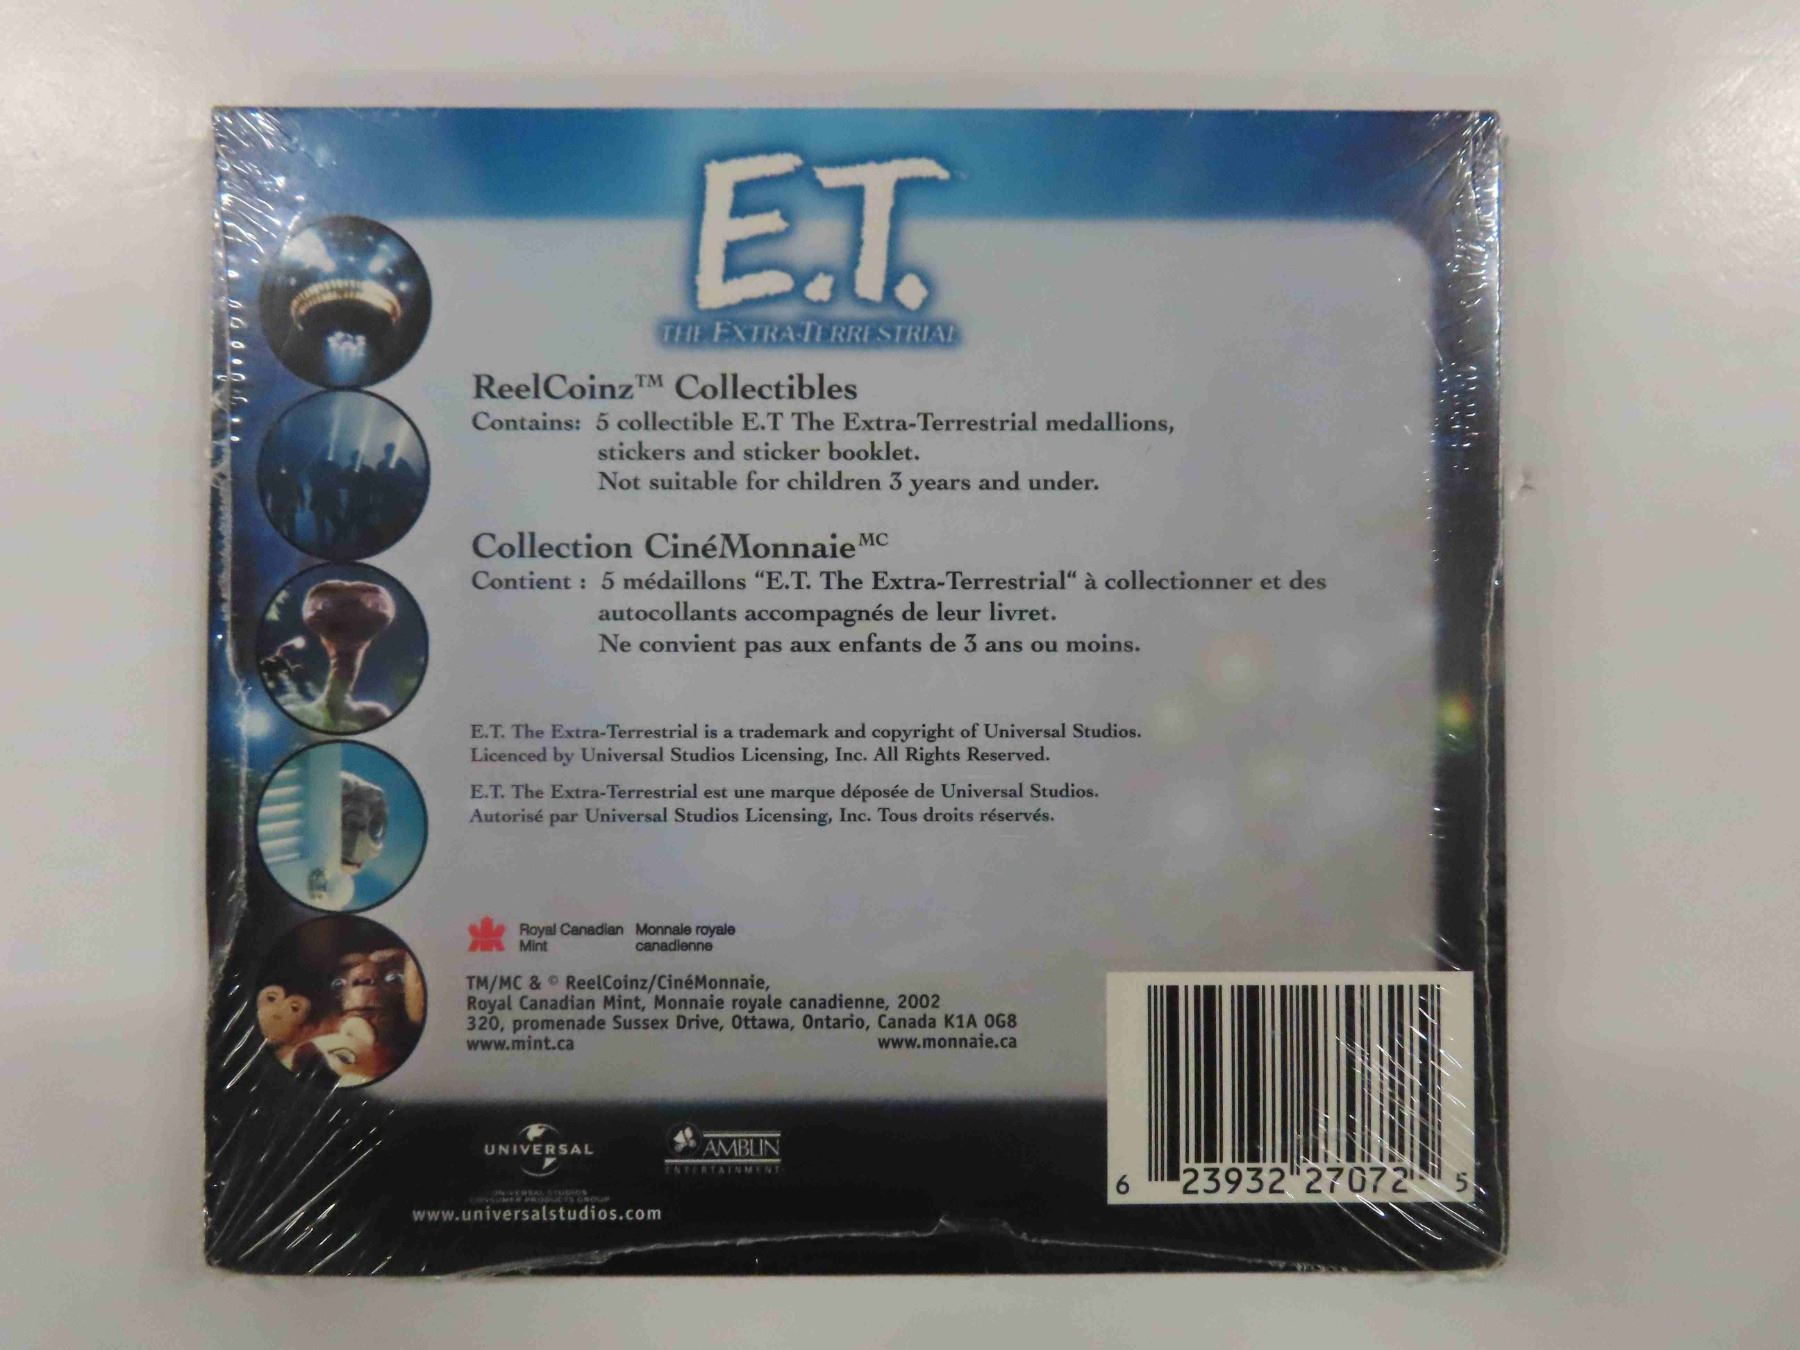 E.T.
THE EXTRA-TERRESTRIAL
ReelCoinz™ Collectibles
Contains: 5 collectible E.T The Extra-Terrestrial medallions,
stickers and sticker booklet.
Not suitable for children 3 years and under.
Collection CinéMonnaieMC
Contient : 5 médaillons “E.T. The Extra-Terrestrial“ à collectionner et des
autocollants accompagnés de leur livret.
Ne convient pas aux enfants de 3 ans ou moins.
E.T. The Extra-Terrestrial is a trademark and copyright of Universal Studios.
Licenced by Universal Studios Licensing, Inc. All Rights Reserved.
E.T. The Extra-Terrestrial est une marque déposée de Universal Studios.
Autorisé par Universal Studios Licensing, Inc. Tous droits réservés.
Royal Canadian Monnaie royale
Mint canadienne
TM/MC & © ReelCoinz/CinéMonnaie,
Royal Canadian Mint, Monnaie royale canadienne, 2002
320, promenade Sussex Drive, Ottawa, Ontario, Canada K1A 0G8
www.mint.ca www.monnaie.ca
UNIVERSAL
UNIVERSAL STUDIOS
CONSUMER PRODUCTS GROUP
www.universalstudios.com
AMBLIN
ENTERTAINMENT
6 23932 27072 5